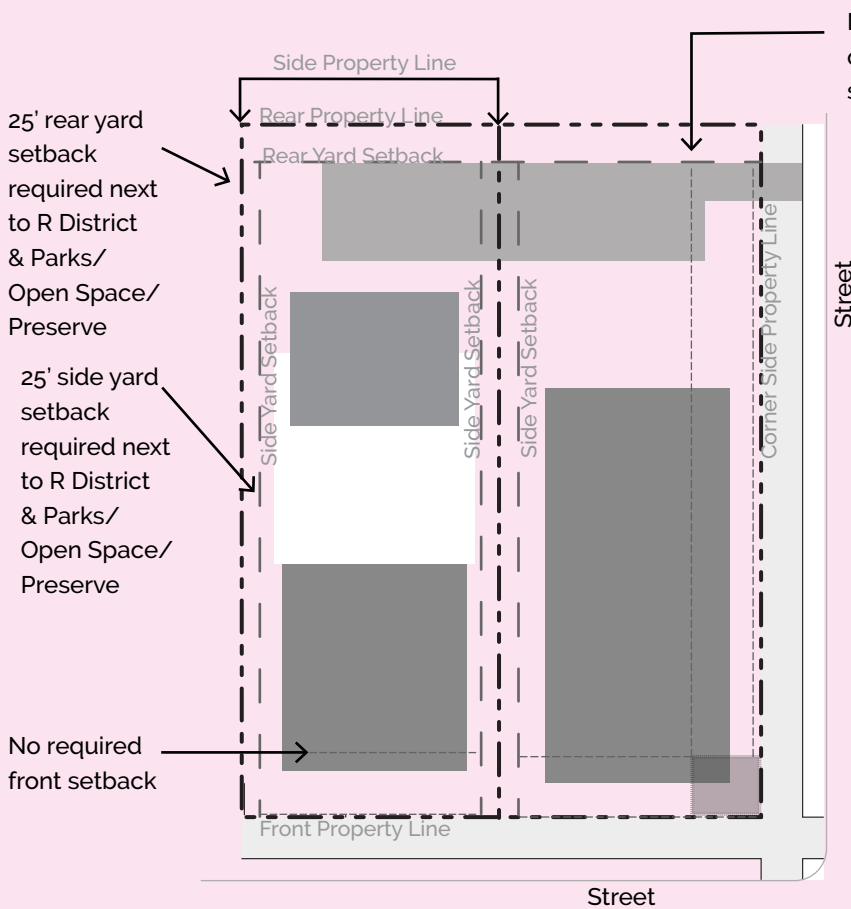 Side Property Line
Rear Property Line
Rear Yard Setback
25’ rear yard
setback
required next
to R District
& Parks/
Open Space/
Preserve
25’ side yard
setback
required next
to R District
& Parks/
Open Space/
Preserve
Side Yard Setback
Side Yard Setback
Side Yard Setback
Corner Side Property Line
Street
No required
front setback
Front Property Line
Street